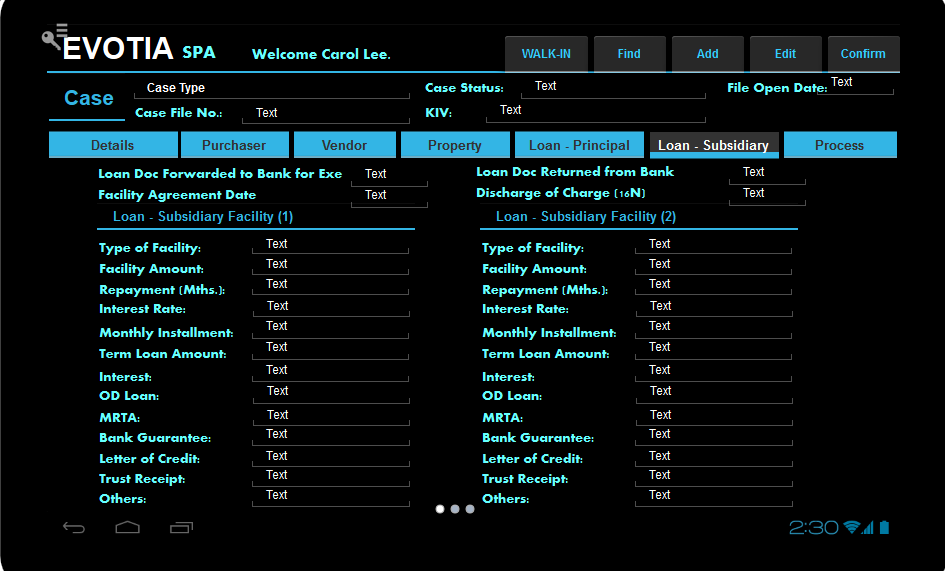 EVOTIA SPA Welcome Carol Lee. WALK-IN Find Add Edit Confirm
Case Case Type Case Status: Text File Open Date: Text
Case File No.: Text KIV: Text
Details Purchaser Vendor Property Loan - Principal Loan - Subsidiary Process
Loan Doc Forwarded to Bank for Exe Text Loan Doc Returned from Bank Text
Facility Agreement Date Text Discharge of Charge (16N) Text
Loan - Subsidiary Facility (1) Loan - Subsidiary Facility (2)
Type of Facility: Text Type of Facility: Text
Facility Amount: Text Facility Amount: Text
Repayment (Mths.): Text Repayment (Mths.): Text
Interest Rate: Text Interest Rate: Text
Monthly Installment: Text Monthly Installment: Text
Term Loan Amount: Text Term Loan Amount: Text
Interest: Text Interest: Text
OD Loan: Text OD Loan: Text
MRTA: Text MRTA: Text
Bank Guarantee: Text Bank Guarantee: Text
Letter of Credit: Text Letter of Credit: Text
Trust Receipt: Text Trust Receipt: Text
Others: Text Others: Text
2:30